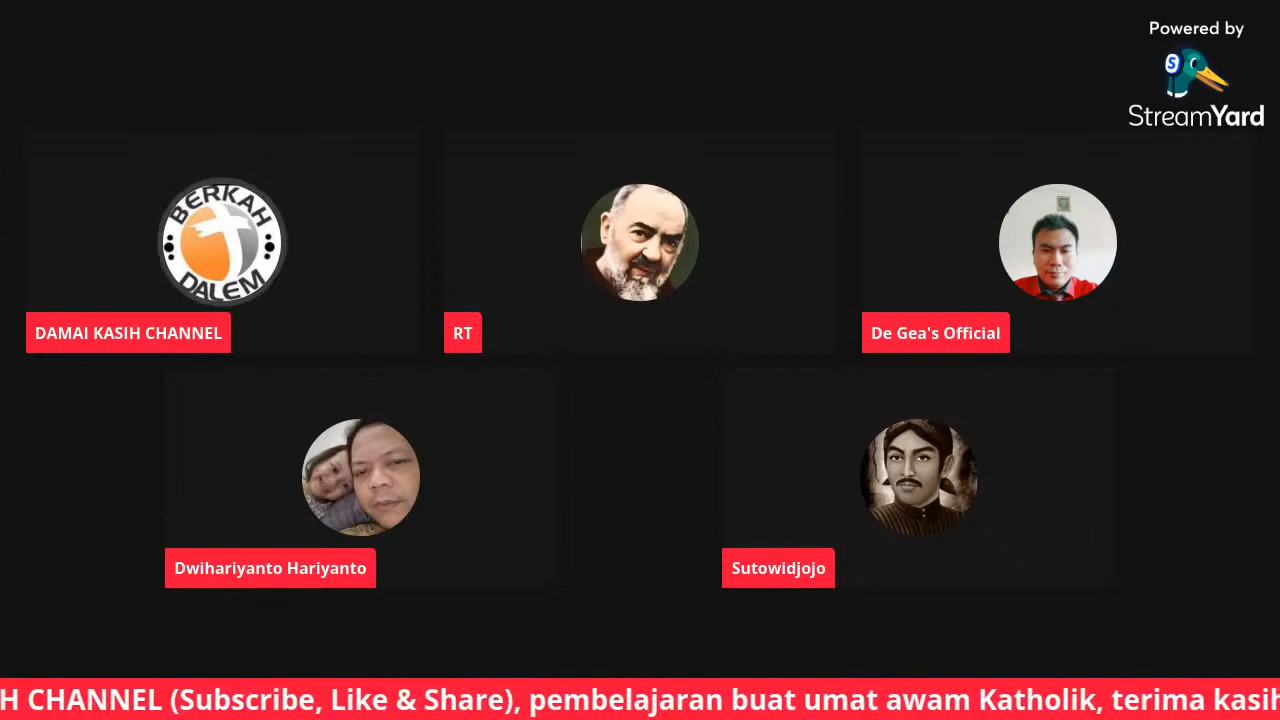 Powered by
StreamYard
BERKAH
DALEM
DAMAI KASIH CHANNEL
RT
De Gea's Official
Dwihariyanto Hariyanto
Sutowidjojo
H CHANNEL (Subscribe, Like & Share), pembelajaran buat umat awam Katholik, terima kasih